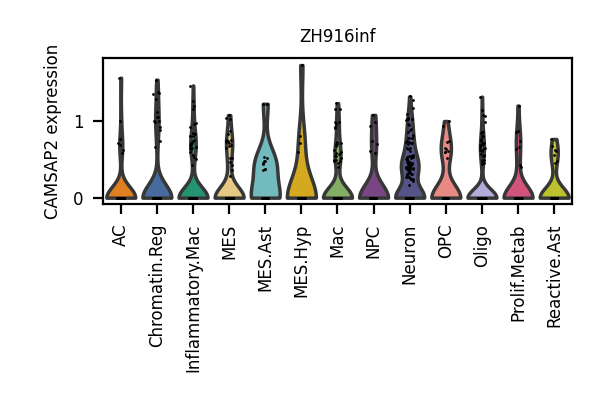 ZH916inf
CAMSAP2 expression
1
0
AC
Chromatin.Reg
Inflammatory.Mac
MES
MES.Ast
MES.Hyp
Mac
NPC
Neuron
OPC
Oligo
Prolif.Metab
Reactive.Ast